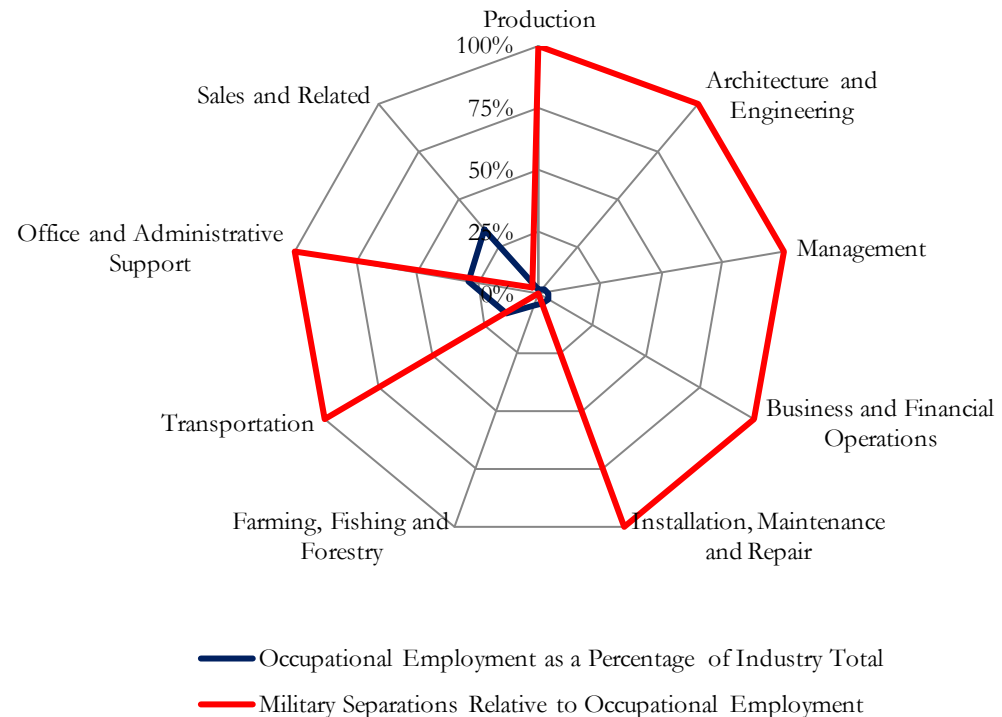 Production
100%
Architecture and
Engineering
Sales and Related
75%
50%
Office and Administrative
Support
25%
Management
0%
Transportation
Business and Financial
Operations
Farming, Fishing and
Forestry
Installation, Maintenance
and Repair
Occupational Employment as a Percentage of Industry Total
Military Separations Relative to Occupational Employment